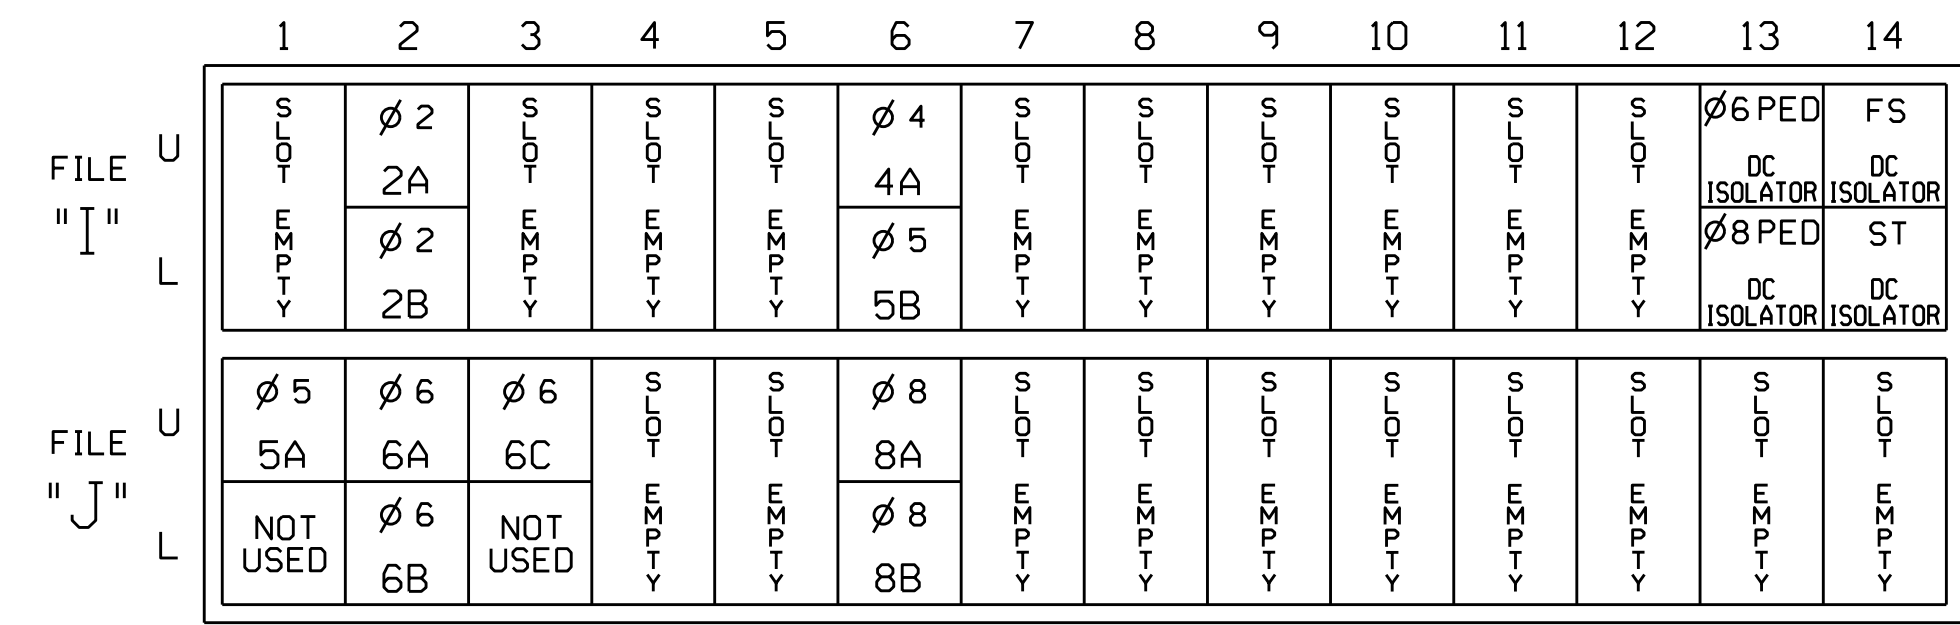 1 2 3 4 5 6 7 8 9 10 11 12 13 14
FILE "I"
U
L
SLOT EMPTY
Ø 2
2A
Ø 2
2B
SLOT EMPTY
SLOT EMPTY
SLOT EMPTY
Ø 4
4A
Ø 5
5B
SLOT EMPTY
SLOT EMPTY
SLOT EMPTY
SLOT EMPTY
SLOT EMPTY
SLOT EMPTY
Ø6 PED
DC
ISOLATOR
Ø8 PED
DC
ISOLATOR
FS
DC
ISOLATOR
ST
DC
ISOLATOR
FILE "J"
U
L
Ø 5
5A
NOT
USED
Ø 6
6A
Ø 6
6B
Ø 6
6C
NOT
USED
SLOT EMPTY
SLOT EMPTY
Ø 8
8A
Ø 8
8B
SLOT EMPTY
SLOT EMPTY
SLOT EMPTY
SLOT EMPTY
SLOT EMPTY
SLOT EMPTY
SLOT EMPTY
SLOT EMPTY